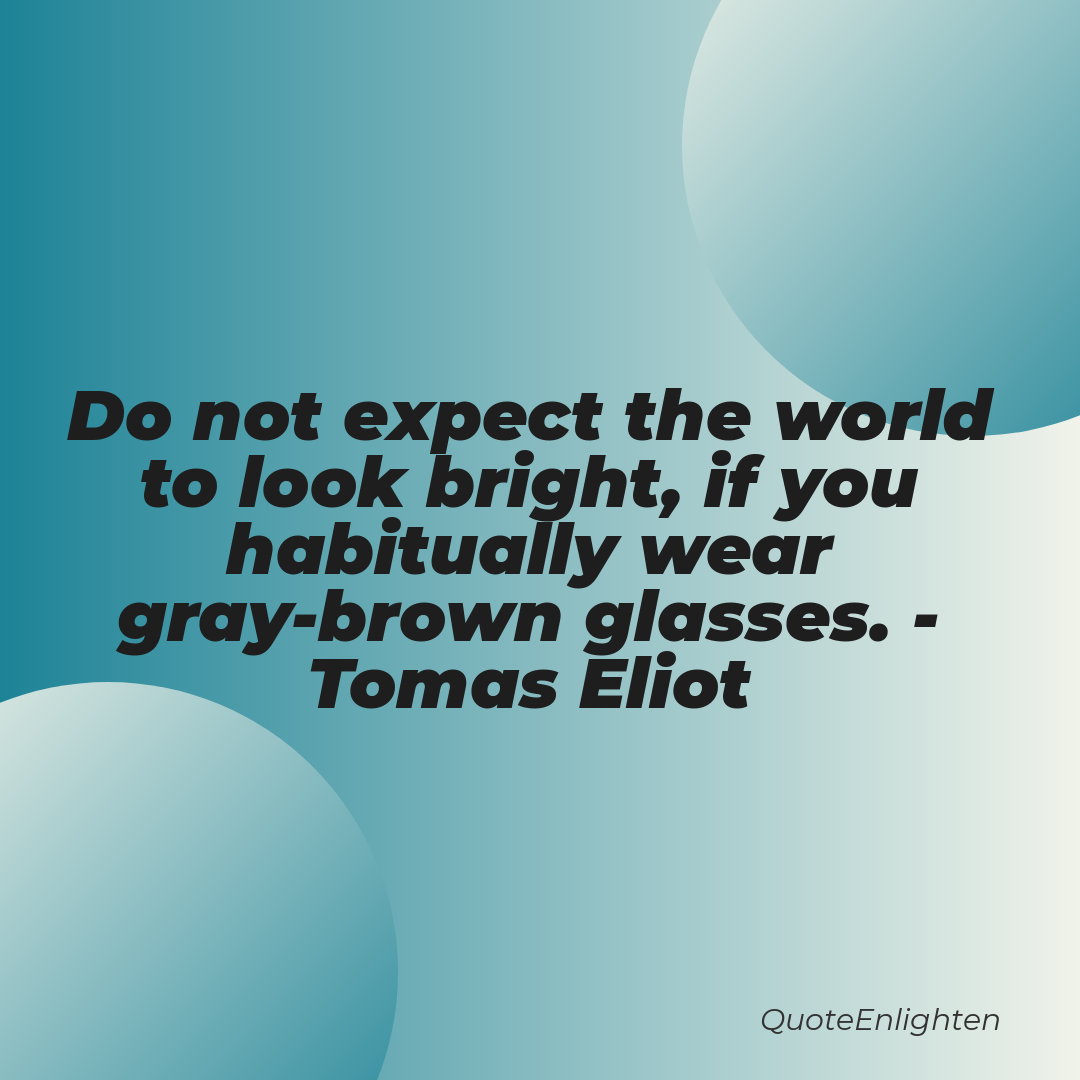 Do not expect the world
to look bright, if you
habitually wear
gray-brown glasses. -
Tomas Eliot
QuoteEnlighten